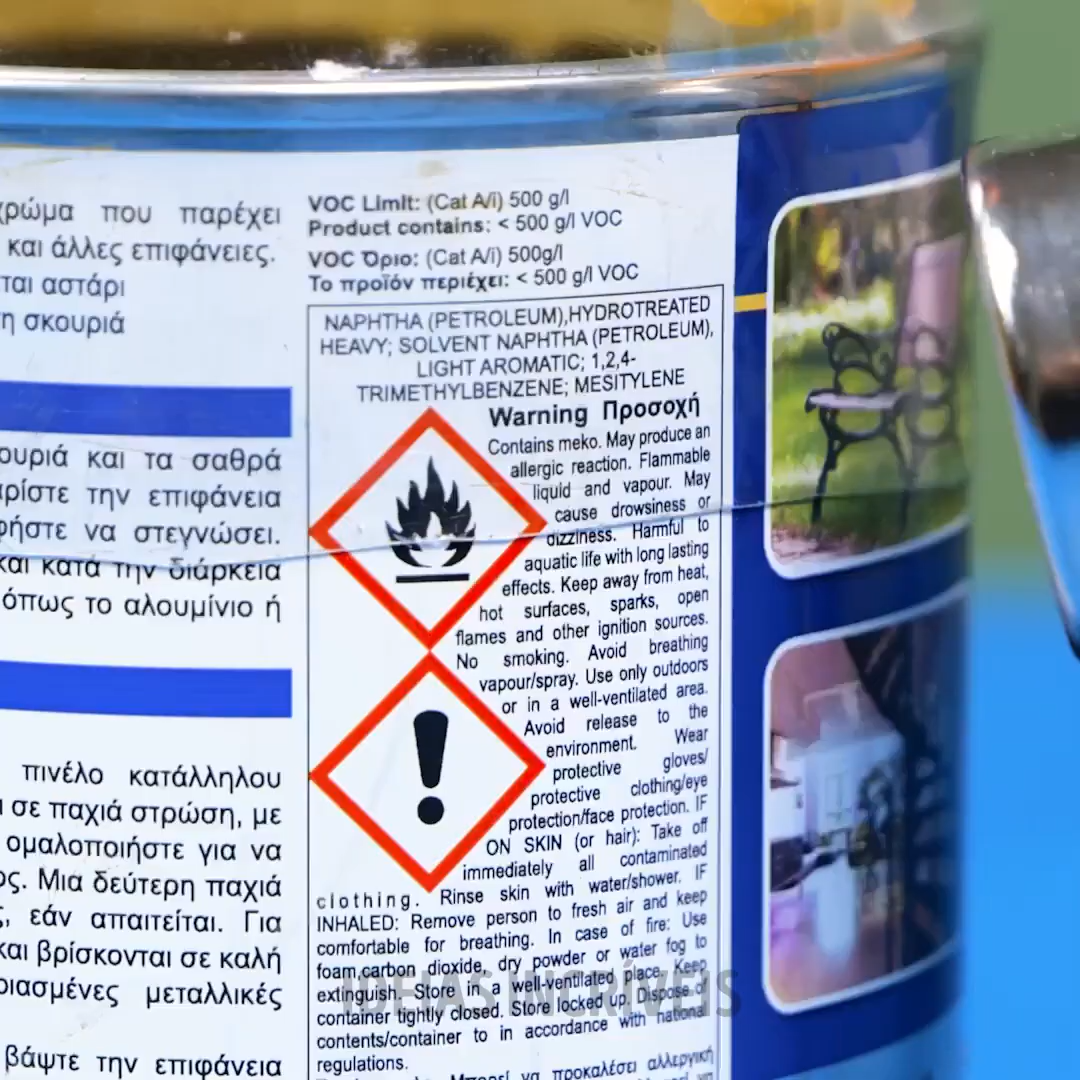 χρώμα που παρέχει
και άλλες επιφάνειες.
ται αστάρι
η σκουριά
ουριά και τα σαθρά
αρίστε την επιφάνεια
φήστε να στεγνώσει.
και κατά την διάρκεια
όπως το αλουμίνιο ή
πινέλο κατάλληλου
σε παχιά στρώση, με
ομαλοποιήστε για να
ος. Μια δεύτερη παχιά
ς, εάν απαιτείται. Για
και βρίσκονται σε καλή
ριασμένες μεταλλικές
βάψτε την επιφάνεια
VOC Limit: (Cat A/i) 500 g/l
Product contains: < 500 g/l VOC
VOC Όριο: (Cat A/i) 500g/l
Το προϊόν περιέχει: < 500 g/l VOC
NAPHTHA (PETROLEUM),HYDROTREATED
HEAVY; SOLVENT NAPHTHA (PETROLEUM),
LIGHT AROMATIC; 1,2,4-
TRIMETHYLBENZENE; MESITYLENE
Warning Προσοχή
Contains meko. May produce an
allergic reaction. Flammable
liquid and vapour. May
cause drowsiness or
dizziness. Harmful to
aquatic life with long lasting
effects. Keep away from heat,
hot surfaces, sparks, open
flames and other ignition sources.
No smoking. Avoid breathing
vapour/spray. Use only outdoors
or in a well-ventilated area.
Avoid release to the
environment. Wear
protective gloves/
protective clothing/eye
protection/face protection. IF
ON SKIN (or hair): Take off
immediately all contaminated
clothing. Rinse skin with water/shower. IF
INHALED: Remove person to fresh air and keep
comfortable for breathing. In case of fire: Use
foam,carbon dioxide, dry powder or water fog to
extinguish. Store in a well-ventilated place. Keep
container tightly closed. Store locked up. Dispose of
contents/container to in accordance with national
regulations.
Μπορεί να προκαλέσει αλλεργική
IDEIAS INCRÍVEIS